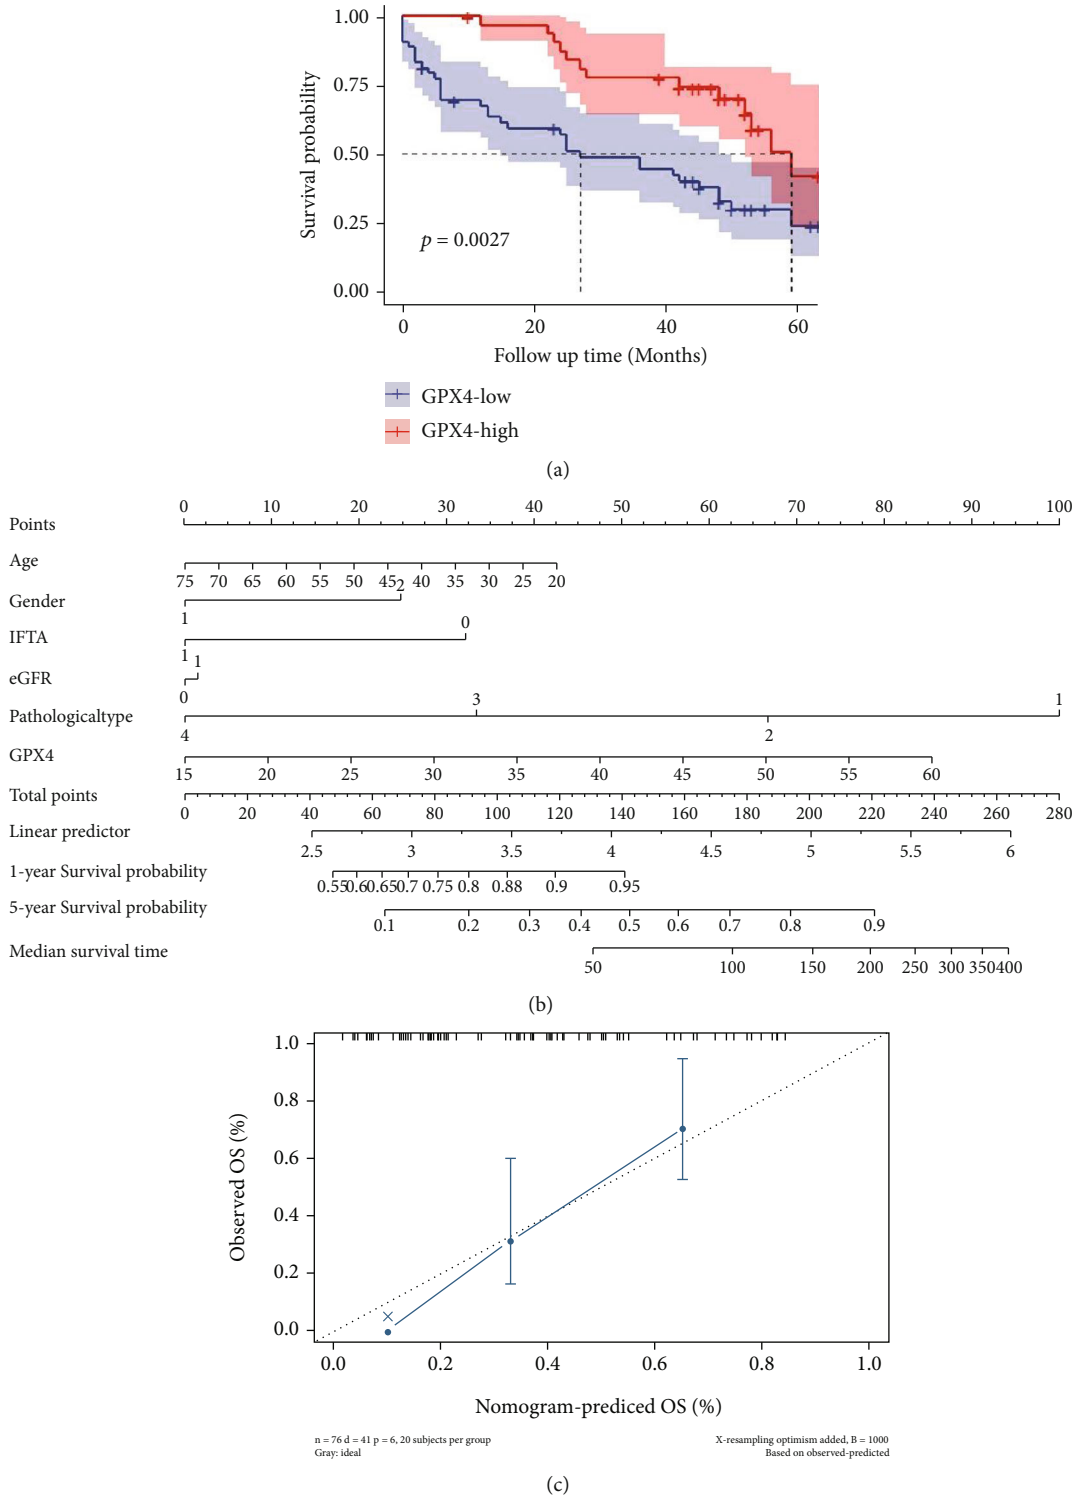 1.00
0.75
0.50
0.25
0.00
Survival probability
p = 0.0027
0 20 40 60
Follow up time (Months)
GPX4-low
GPX4-high
(a)
Points
0 10 20 30 40 50 60 70 80 90 100
Age
75 70 65 60 55 50 45 40 35 30 25 20
Gender
1 2
IFTA
1 0
eGFR
0 1
Pathologicaltype
4 3 2 1
GPX4
15 20 25 30 35 40 45 50 55 60
Total points
0 20 40 60 80 100 120 140 160 180 200 220 240 260 280
Linear predictor
2.5 3 3.5 4 4.5 5 5.5 6
1-year Survival probability
0.55 0.6 0.65 0.7 0.75 0.8 0.88 0.9 0.95
5-year Survival probability
0.1 0.2 0.3 0.4 0.5 0.6 0.7 0.8 0.9
Median survival time
50 100 150 200 250 300 350 400
(b)
1.0
0.8
0.6
0.4
0.2
0.0
Observed OS (%)
0.0 0.2 0.4 0.6 0.8 1.0
Nomogram-prediced OS (%)
n = 76 d = 41 p = 6, 20 subjects per group
Gray: ideal
X-resampling optimism added, B = 1000
Based on observed-predicted
(c)